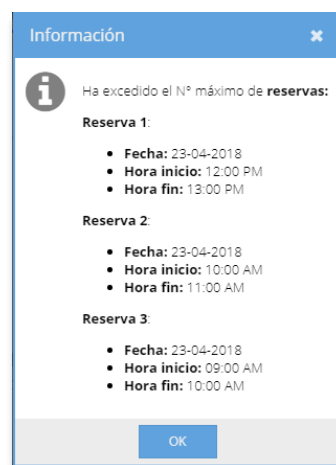 Información
Ha excedido el Nº máximo de reservas:
Reserva 1:
Fecha: 23-04-2018
Hora inicio: 12:00 PM
Hora fin: 13:00 PM
Reserva 2:
Fecha: 23-04-2018
Hora inicio: 10:00 AM
Hora fin: 11:00 AM
Reserva 3:
Fecha: 23-04-2018
Hora inicio: 09:00 AM
Hora fin: 10:00 AM
OK